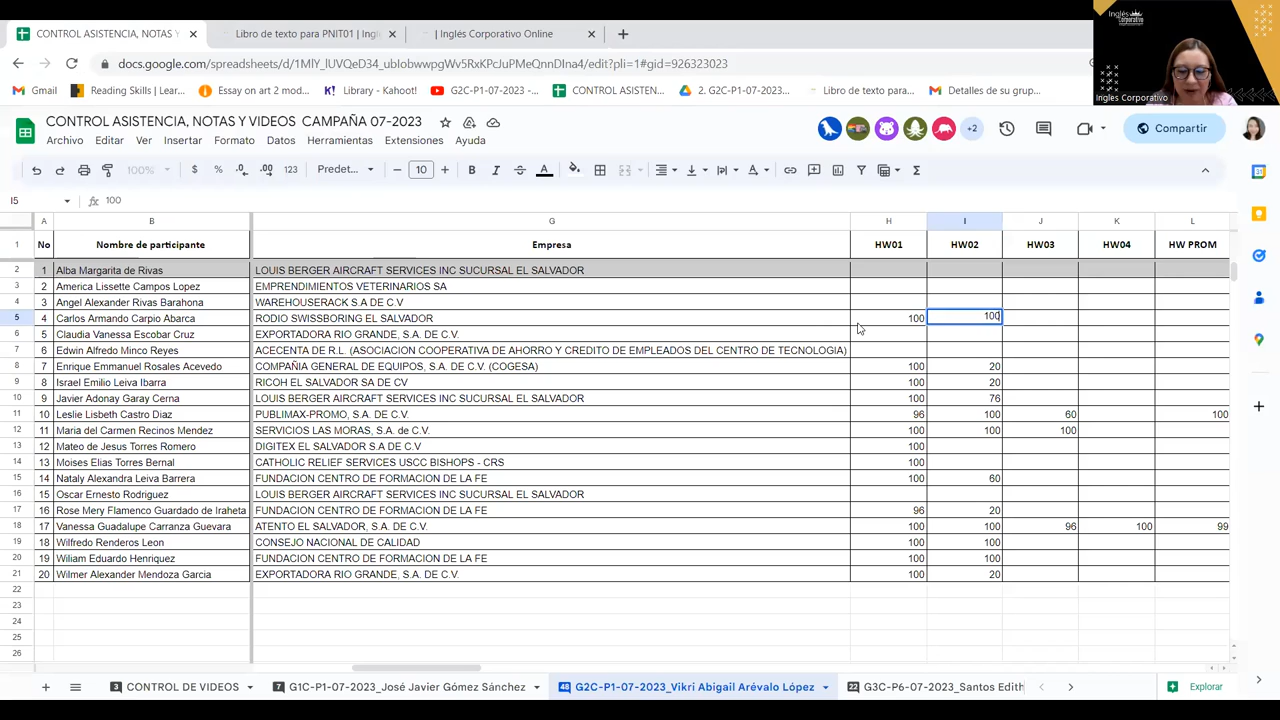 CONTROL ASISTENCIA, NOTAS Y
Libro de texto para PNIT01 | Ingl
| Inglés Corporativo Online
docs.google.com/spreadsheets/d/1MlY_lUVQeD34_ubIobwwpgWv5RxKPcJuPMeQnnDIna4/edit?pli=1#gid=926323023
Gmail
Reading Skills | Lear...
Essay on art 2 mod...
Library - Kahoot!
G2C-P1-07-2023 -...
CONTROL ASISTEN...
2. G2C-P1-07-2023...
Libro de texto para...
Detalles de su grup...
Inglés Corporativo
Ingles Corporativo
CONTROL ASISTENCIA, NOTAS Y VIDEOS CAMPAÑA 07-2023
Archivo Editar Ver Insertar Formato Datos Herramientas Extensiones Ayuda
+2
Compartir
100% $ % .0 .00 123 Predet... 10 B I A
I5 fx 100
A B G H I J K L
1 No Nombre de participante Empresa HW01 HW02 HW03 HW04 HW PROM
2 1 Alba Margarita de Rivas LOUIS BERGER AIRCRAFT SERVICES INC SUCURSAL EL SALVADOR
3 2 America Lissette Campos Lopez EMPRENDIMIENTOS VETERINARIOS SA
4 3 Angel Alexander Rivas Barahona WAREHOUSERACK S.A DE C.V
5 4 Carlos Armando Carpio Abarca RODIO SWISSBORING EL SALVADOR 100 100
6 5 Claudia Vanessa Escobar Cruz EXPORTADORA RIO GRANDE, S.A. DE C.V.
7 6 Edwin Alfredo Minco Reyes ACECENTA DE R.L. (ASOCIACION COOPERATIVA DE AHORRO Y CREDITO DE EMPLEADOS DEL CENTRO DE TECNOLOGIA)
8 7 Enrique Emmanuel Rosales Acevedo COMPAÑIA GENERAL DE EQUIPOS, S.A. DE C.V. (COGESA) 100 20
9 8 Israel Emilio Leiva Ibarra RICOH EL SALVADOR SA DE CV 100 20
10 9 Javier Adonay Garay Cerna LOUIS BERGER AIRCRAFT SERVICES INC SUCURSAL EL SALVADOR 100 76
11 10 Leslie Lisbeth Castro Diaz PUBLIMAX-PROMO, S.A. DE C.V. 96 100 60 100
12 11 Maria del Carmen Recinos Mendez SERVICIOS LAS MORAS, S.A. de C.V. 100 100 100
13 12 Mateo de Jesus Torres Romero DIGITEX EL SALVADOR S.A DE C.V 100
14 13 Moises Elias Torres Bernal CATHOLIC RELIEF SERVICES USCC BISHOPS - CRS 100
15 14 Nataly Alexandra Leiva Barrera FUNDACION CENTRO DE FORMACION DE LA FE 100 60
16 15 Oscar Ernesto Rodriguez LOUIS BERGER AIRCRAFT SERVICES INC SUCURSAL EL SALVADOR
17 16 Rose Mery Flamenco Guardado de Iraheta FUNDACION CENTRO DE FORMACION DE LA FE 96 20
18 17 Vanessa Guadalupe Carranza Guevara ATENTO EL SALVADOR, S.A. DE C.V. 100 100 96 100 99
19 18 Wilfredo Renderos Leon CONSEJO NACIONAL DE CALIDAD 100 100
20 19 Wiliam Eduardo Henriquez FUNDACION CENTRO DE FORMACION DE LA FE 100 100
21 20 Wilmer Alexander Mendoza Garcia EXPORTADORA RIO GRANDE, S.A. DE C.V. 100 20
22
23
24
25
26
3 CONTROL DE VIDEOS 7 G1C-P1-07-2023_José Javier Gómez Sánchez 48 G2C-P1-07-2023_Vikri Abigail Arévalo López 22 G3C-P6-07-2023_Santos Edith Explorar